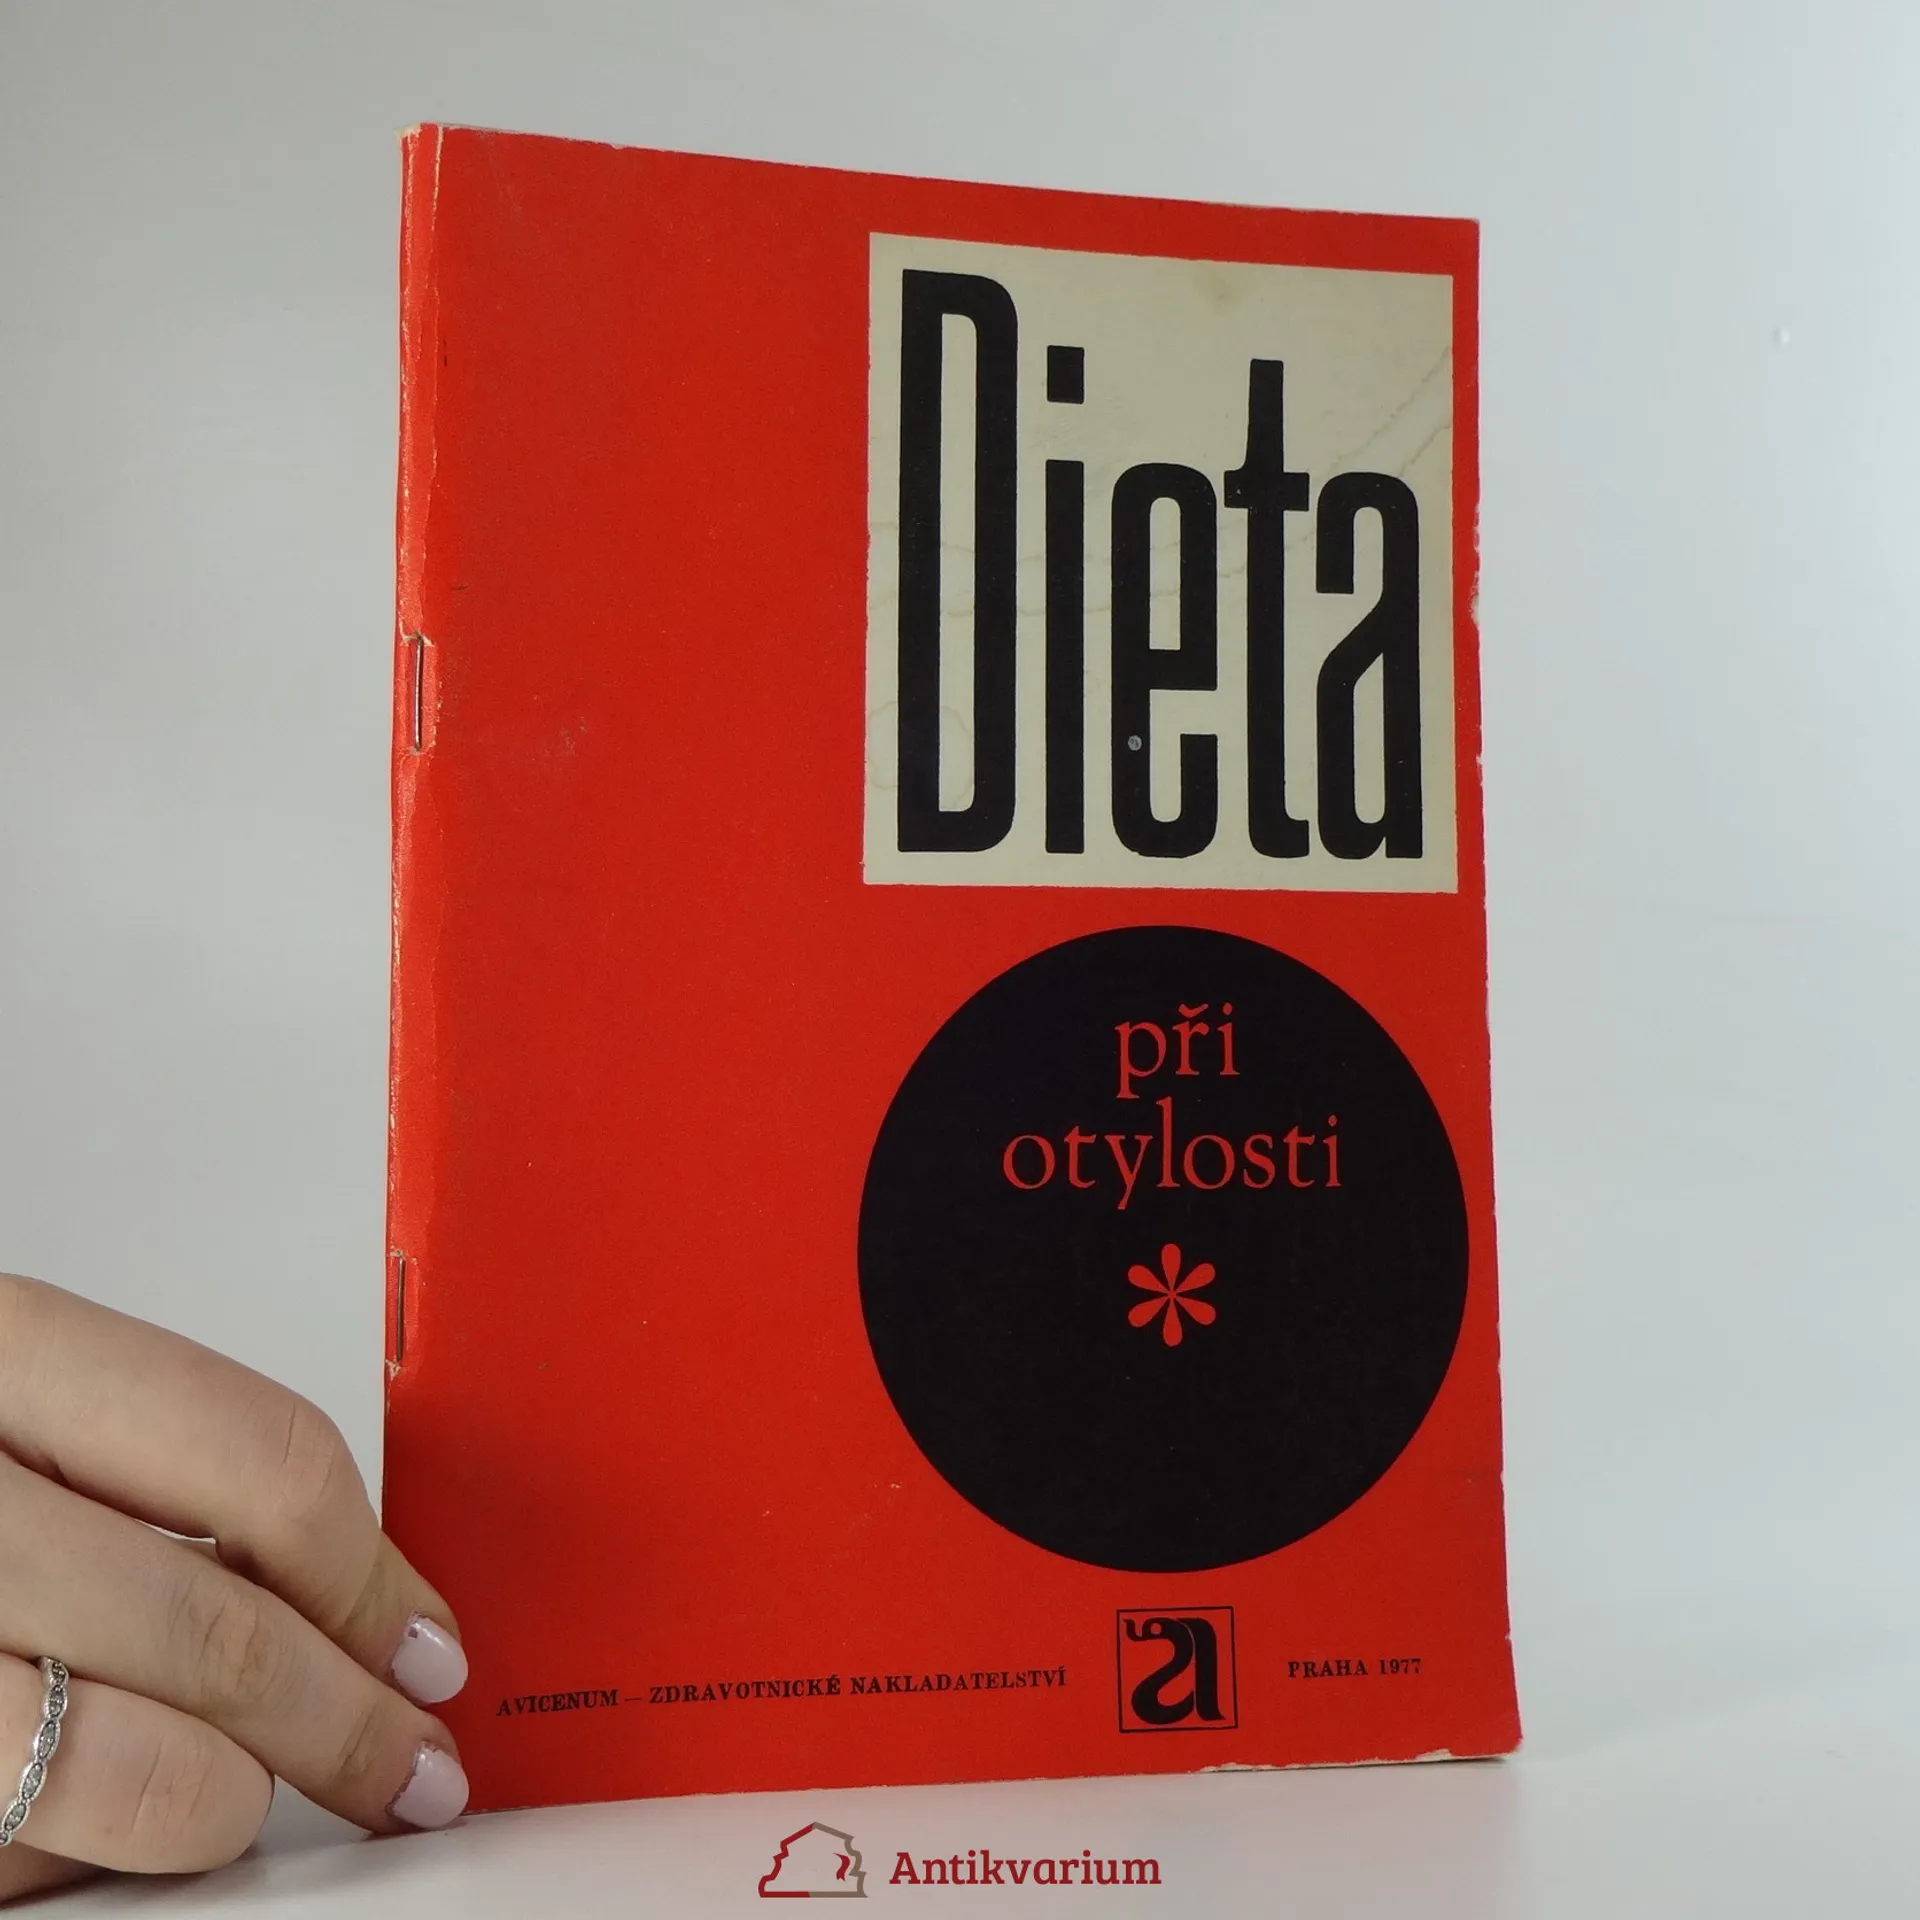 Dieta
při
otylosti
*
AVICENUM – ZDRAVOTNICKÉ NAKLADATELSTVÍ
a
PRAHA 1977
Antikvarium